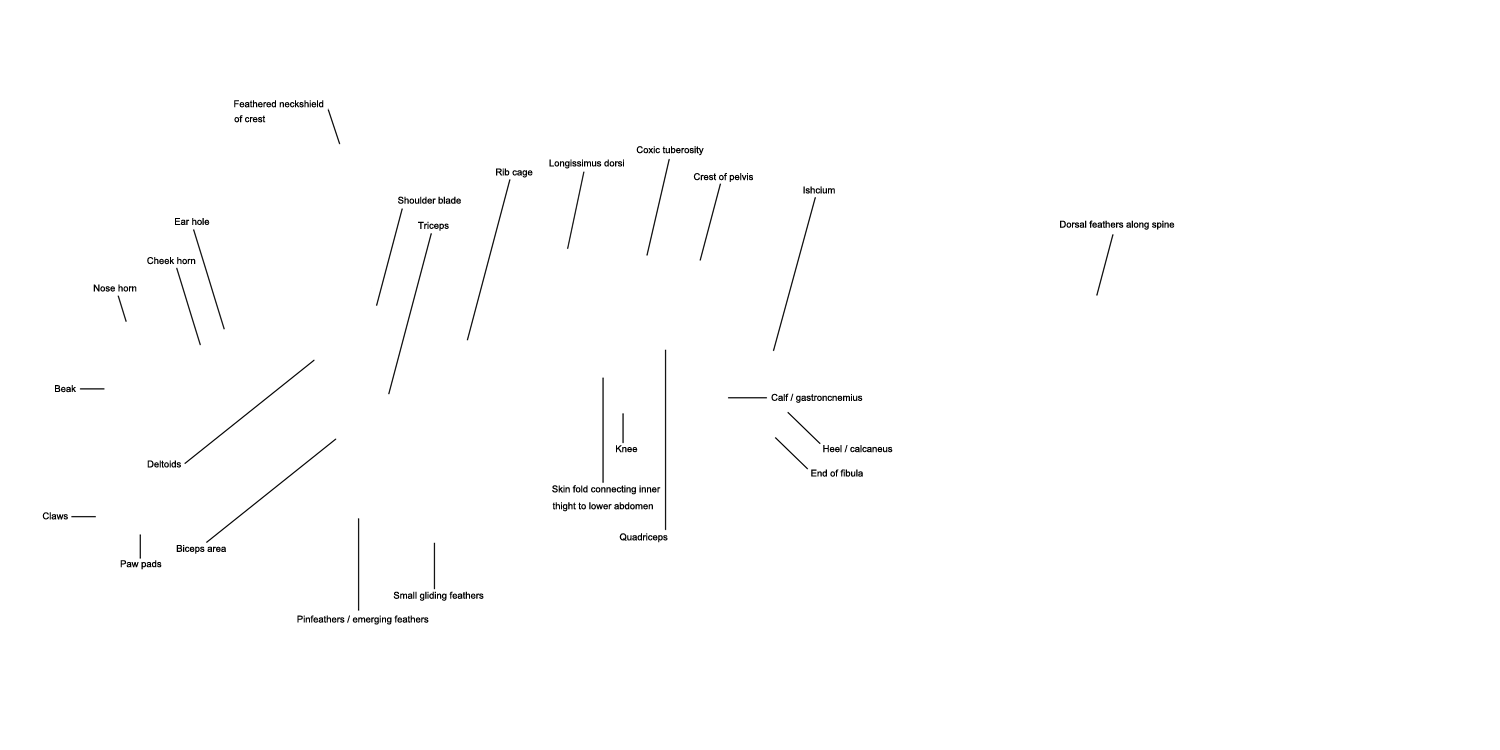 Feathered neckshield
of crest
Coxic tuberosity
Longissimus dorsi
Rib cage
Crest of pelvis
Ishcium
Shoulder blade
Ear hole
Triceps
Dorsal feathers along spine
Cheek horn
Nose horn
Beak
Calf / gastroncnemius
Knee
Heel / calcaneus
Deltoids
End of fibula
Skin fold connecting inner
thight to lower abdomen
Claws
Quadriceps
Biceps area
Paw pads
Small gliding feathers
Pinfeathers / emerging feathers